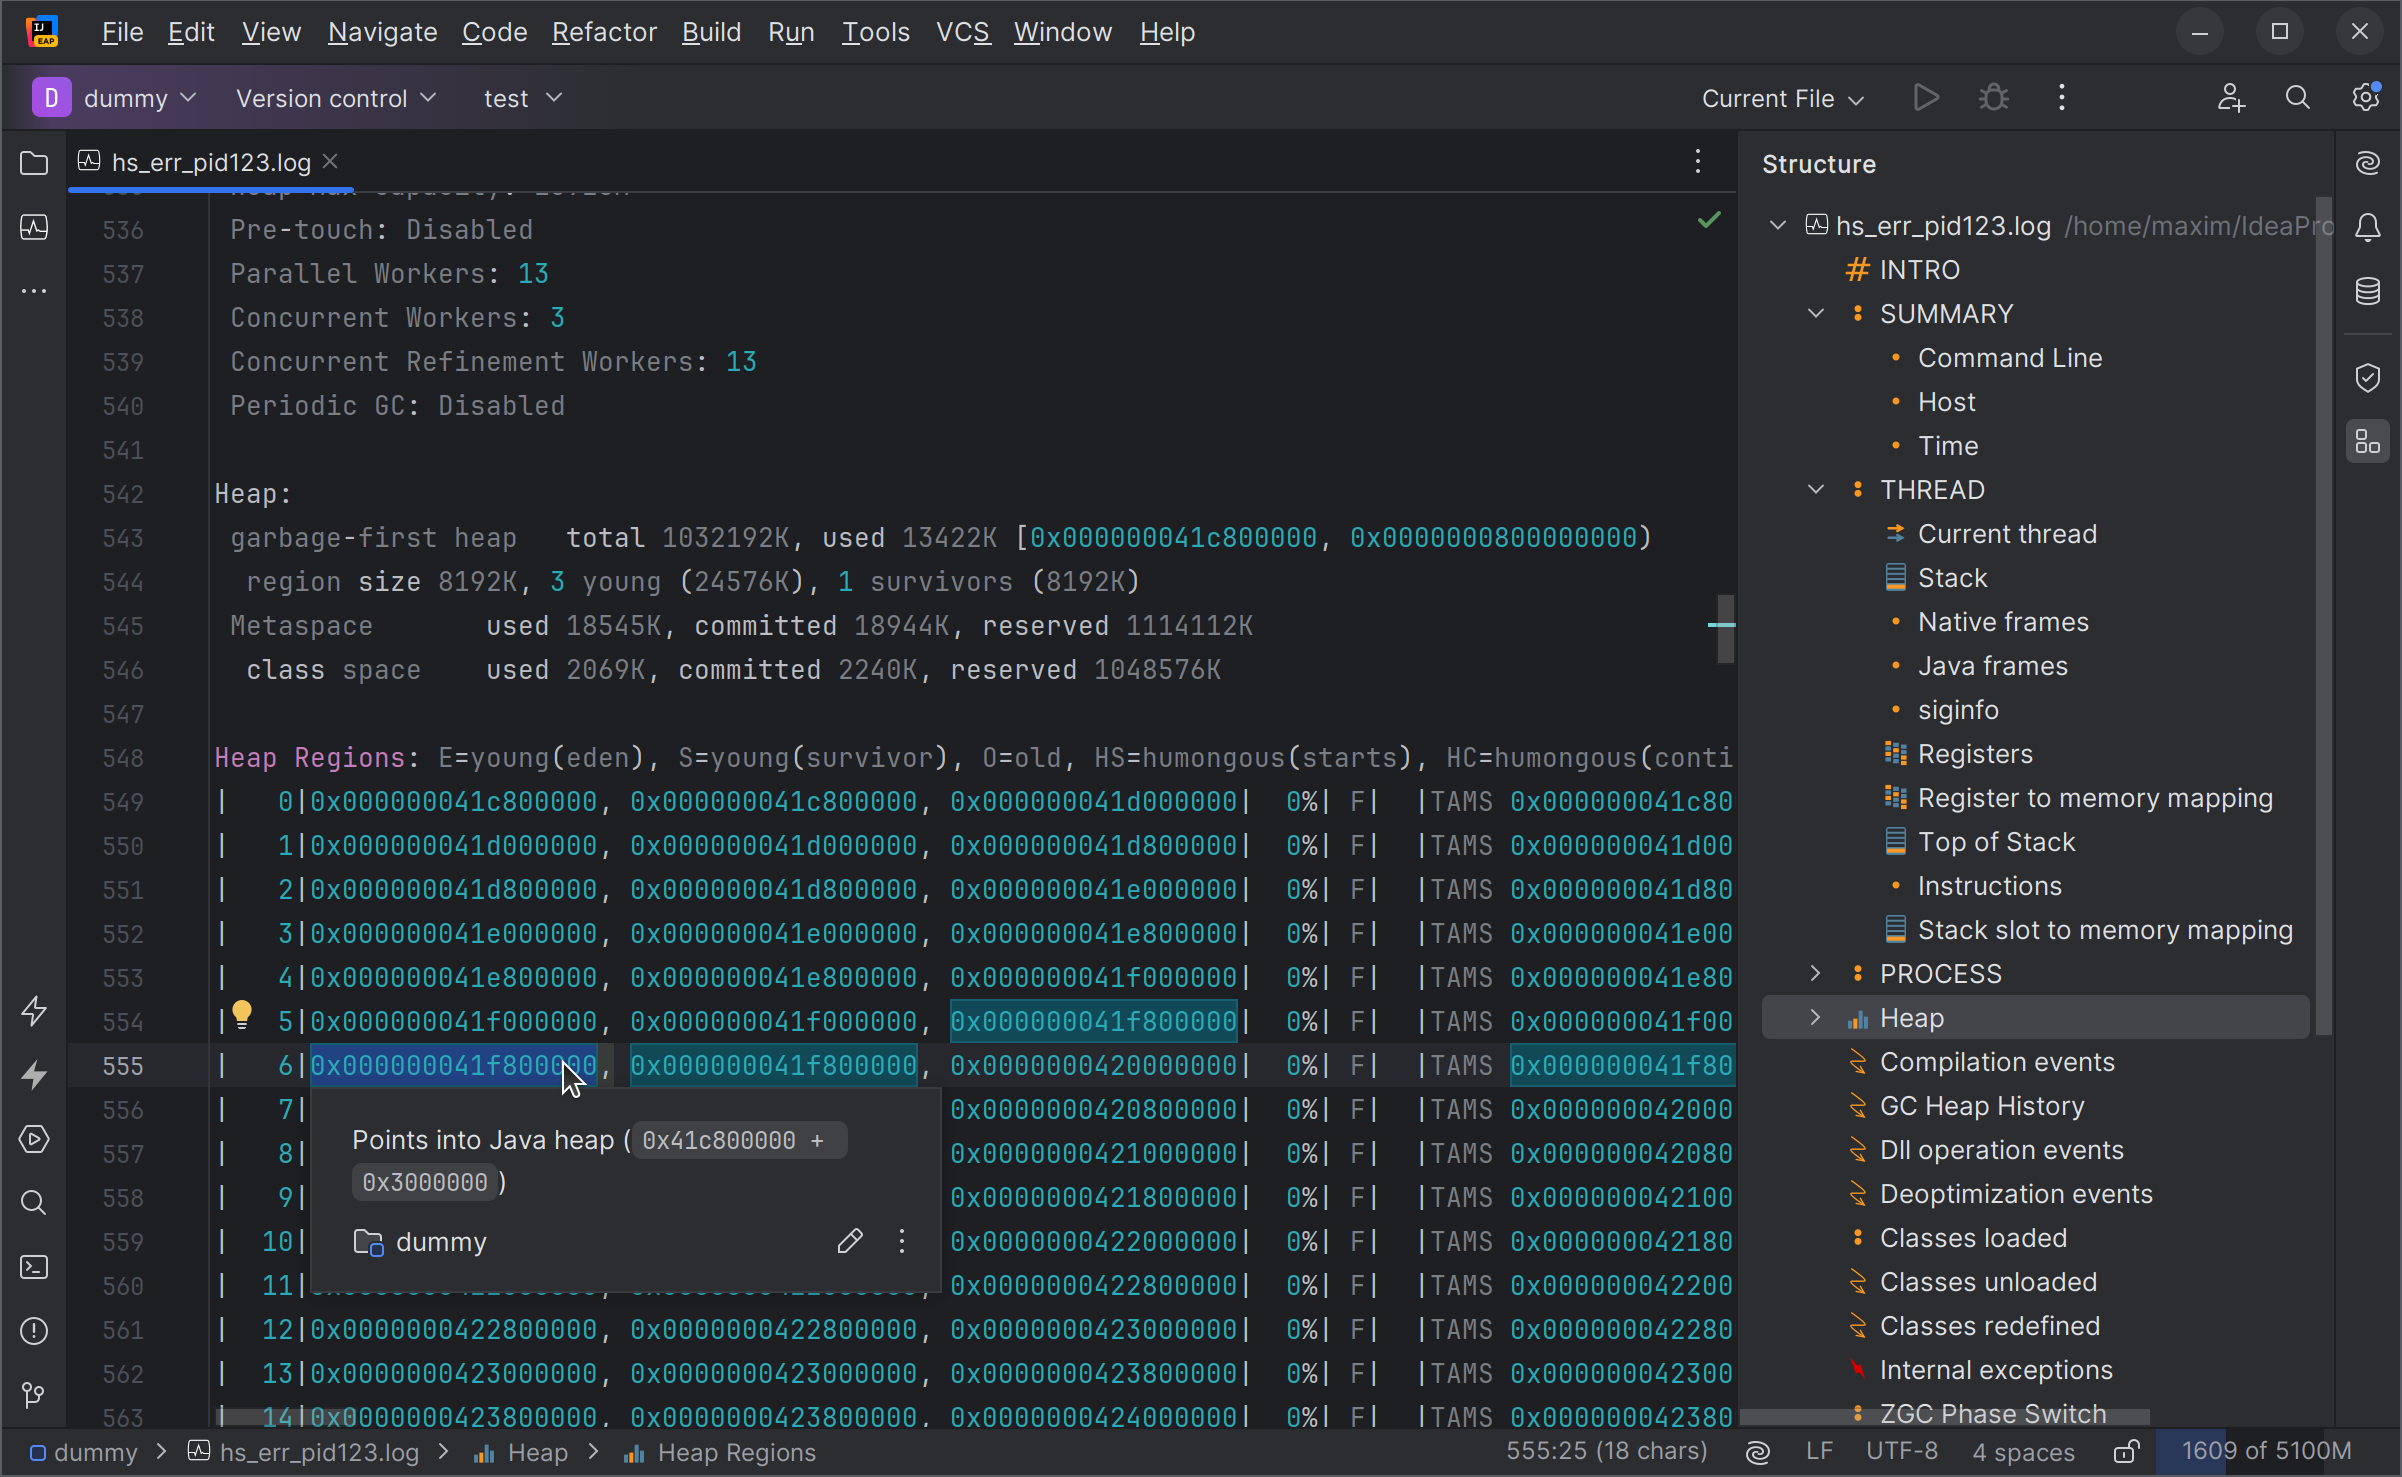 File Edit View Navigate Code Refactor Build Run Tools VCS Window Help
D dummy Version control test Current File
hs_err_pid123.log
536 Pre-touch: Disabled
537 Parallel Workers: 13
538 Concurrent Workers: 3
539 Concurrent Refinement Workers: 13
540 Periodic GC: Disabled
541
542 Heap:
543 garbage-first heap total 1032192K, used 13422K [0x000000041c800000, 0x0000000800000000)
544 region size 8192K, 3 young (24576K), 1 survivors (8192K)
545 Metaspace used 18545K, committed 18944K, reserved 1114112K
546 class space used 2069K, committed 2240K, reserved 1048576K
547
548 Heap Regions: E=young(eden), S=young(survivor), O=old, HS=humongous(starts), HC=humongous(conti
549 | 0|0x000000041c800000, 0x000000041c800000, 0x000000041d000000| 0%| F| |TAMS 0x000000041c80
550 | 1|0x000000041d000000, 0x000000041d000000, 0x000000041d800000| 0%| F| |TAMS 0x000000041d00
551 | 2|0x000000041d800000, 0x000000041d800000, 0x000000041e000000| 0%| F| |TAMS 0x000000041d80
552 | 3|0x000000041e000000, 0x000000041e000000, 0x000000041e800000| 0%| F| |TAMS 0x000000041e00
553 | 4|0x000000041e800000, 0x000000041e800000, 0x000000041f000000| 0%| F| |TAMS 0x000000041e80
554 | 5|0x000000041f000000, 0x000000041f000000, 0x000000041f800000| 0%| F| |TAMS 0x000000041f00
555 | 6|0x000000041f800000, 0x000000041f800000, 0x0000000420000000| 0%| F| |TAMS 0x000000041f80
556 | 7| 0x0000000420800000| 0%| F| |TAMS 0x000000042000
557 | 8| 0x0000000421000000| 0%| F| |TAMS 0x000000042080
558 | 9| 0x0000000421800000| 0%| F| |TAMS 0x000000042100
559 | 10| 0x0000000422000000| 0%| F| |TAMS 0x000000042180
560 | 11| 0x0000000422800000| 0%| F| |TAMS 0x000000042200
561 | 12|0x0000000422800000, 0x0000000422800000, 0x0000000423000000| 0%| F| |TAMS 0x000000042280
562 | 13|0x0000000423000000, 0x0000000423000000, 0x0000000423800000| 0%| F| |TAMS 0x000000042300
563 | 14|0x0000000423800000, 0x0000000423800000, 0x0000000424000000| 0%| F| |TAMS 0x000000042380
Points into Java heap (0x41c800000 +
0x3000000)
dummy
Structure
hs_err_pid123.log /home/maxim/IdeaPro
INTRO
SUMMARY
Command Line
Host
Time
THREAD
Current thread
Stack
Native frames
Java frames
siginfo
Registers
Register to memory mapping
Top of Stack
Instructions
Stack slot to memory mapping
PROCESS
Heap
Compilation events
GC Heap History
Dll operation events
Deoptimization events
Classes loaded
Classes unloaded
Classes redefined
Internal exceptions
ZGC Phase Switch
dummy > hs_err_pid123.log > Heap > Heap Regions 555:25 (18 chars) LF UTF-8 4 spaces 1609 of 5100M